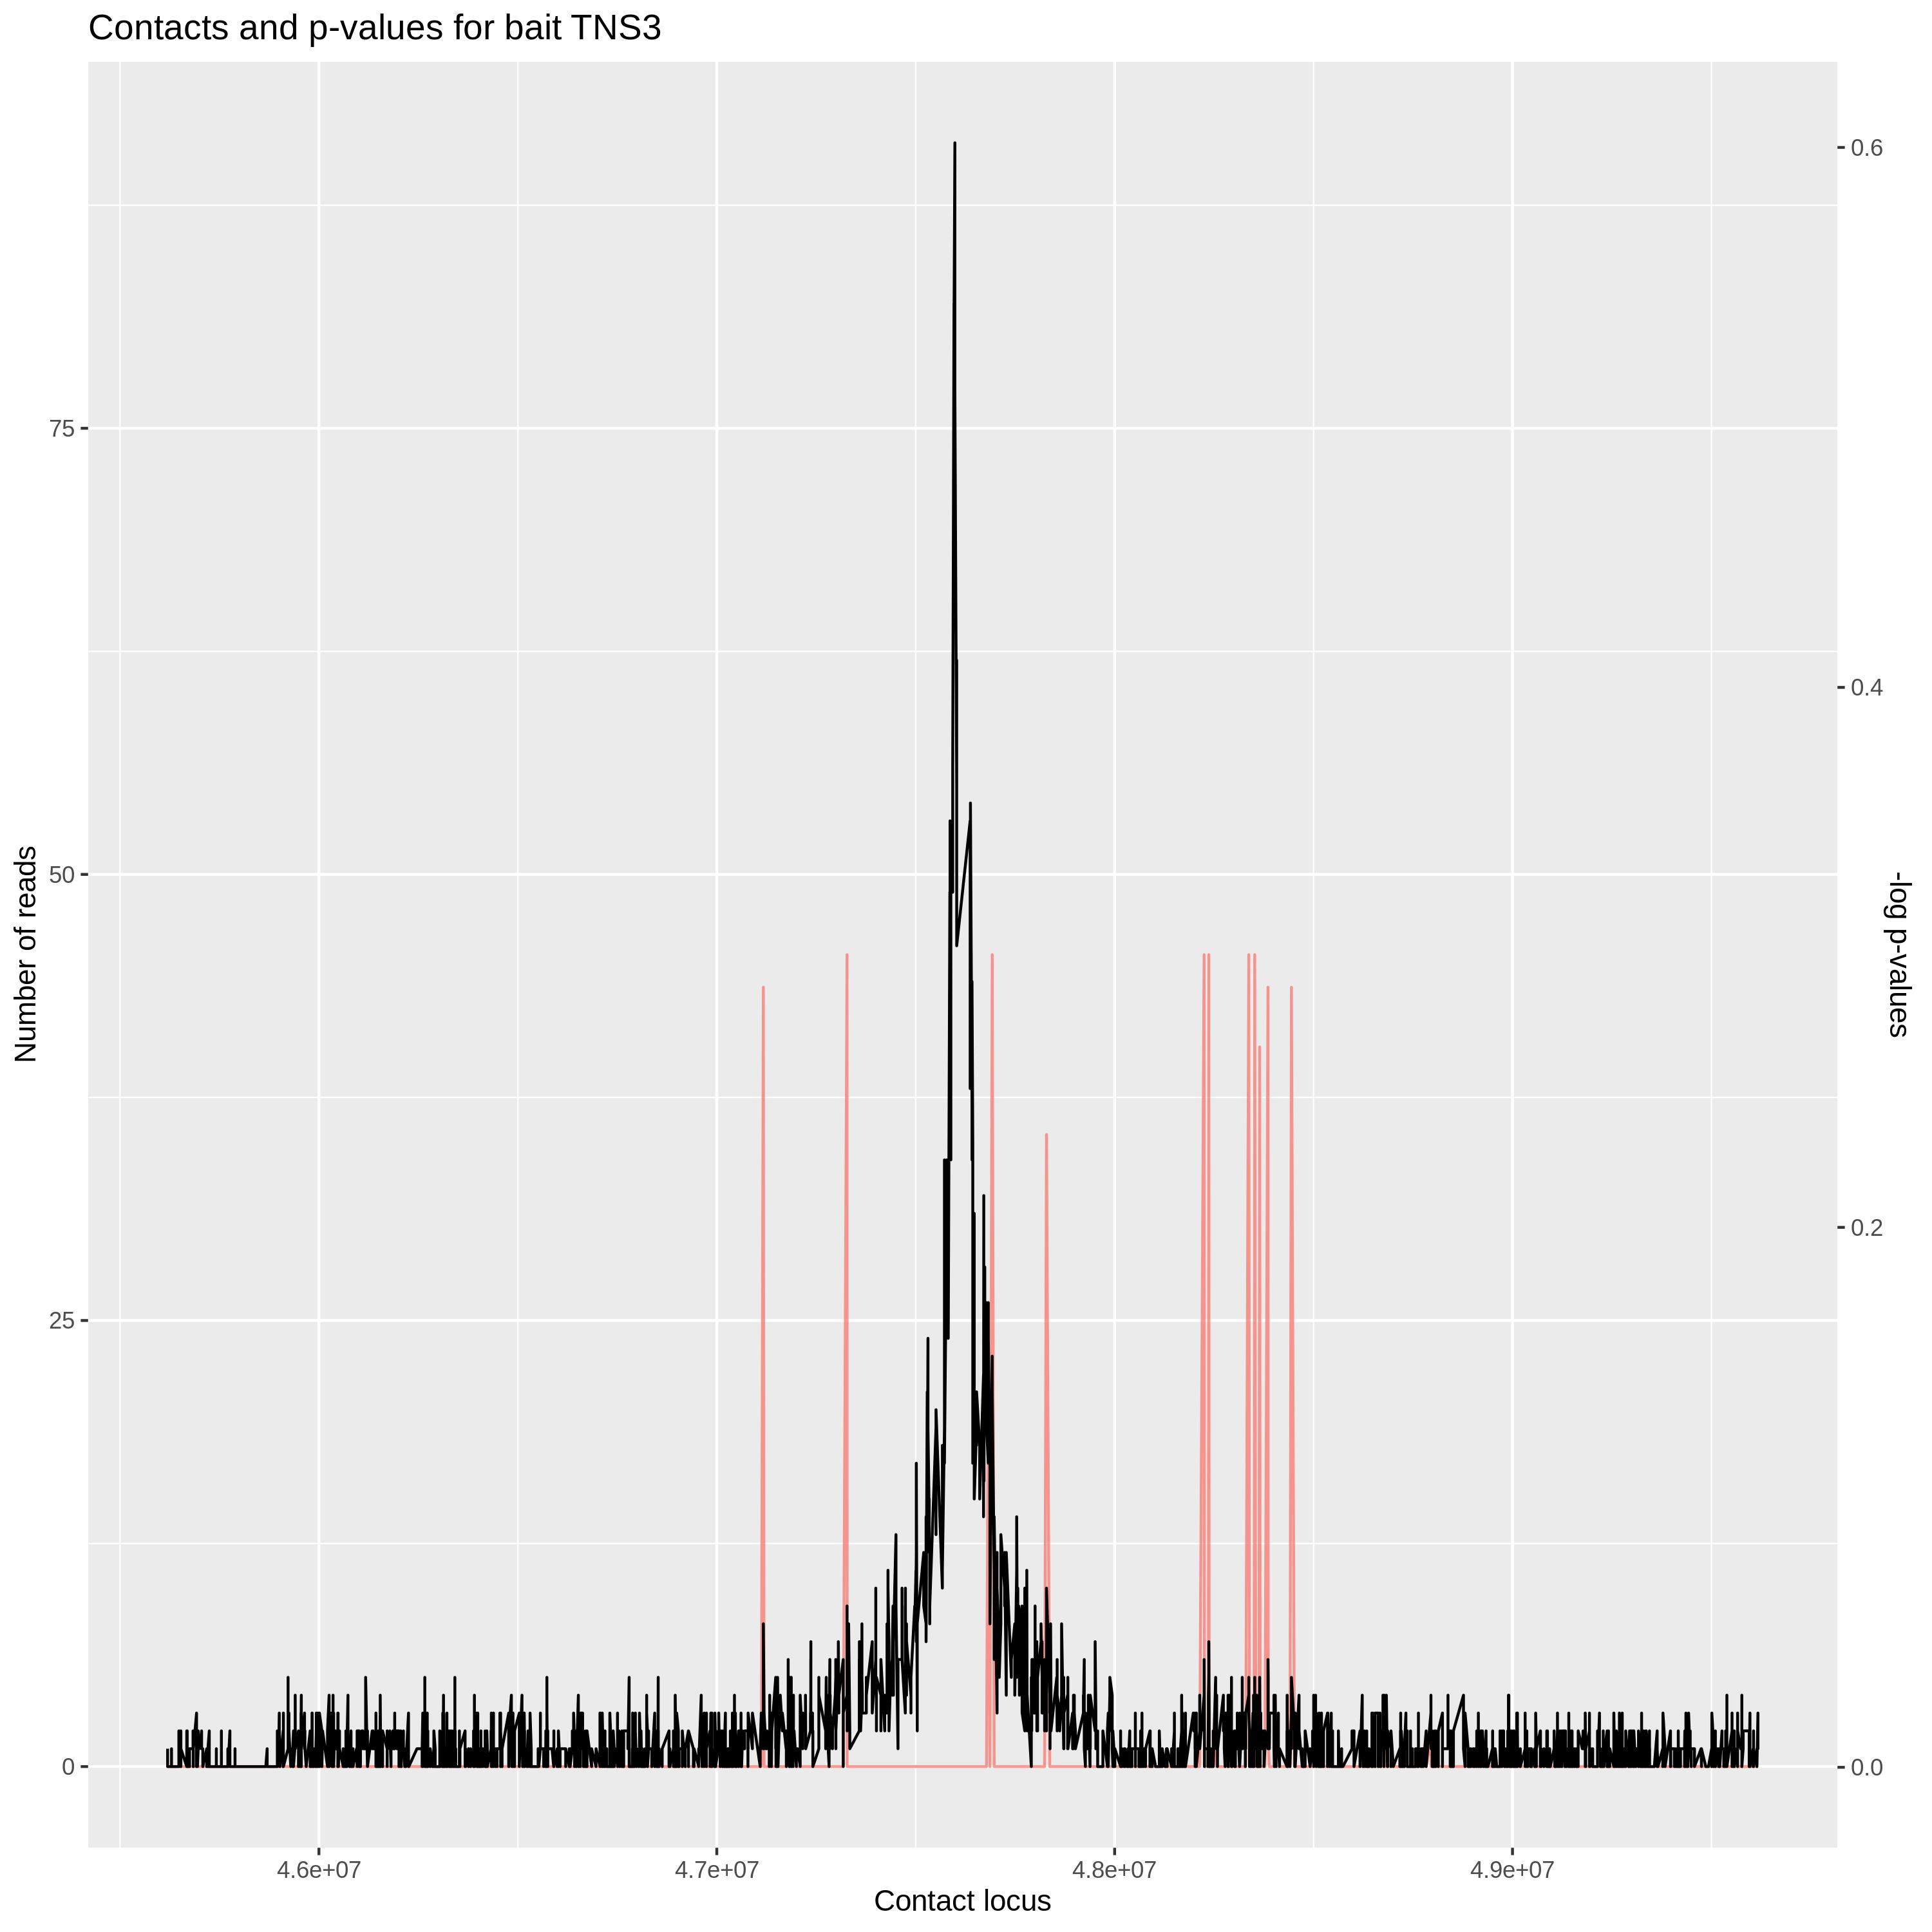 Contacts and p-values for bait TNS3
Number of reads
75
50
25
0
0.6
0.4
0.2
0.0
-log p-values
4.6e+07
4.7e+07
4.8e+07
4.9e+07
Contact locus